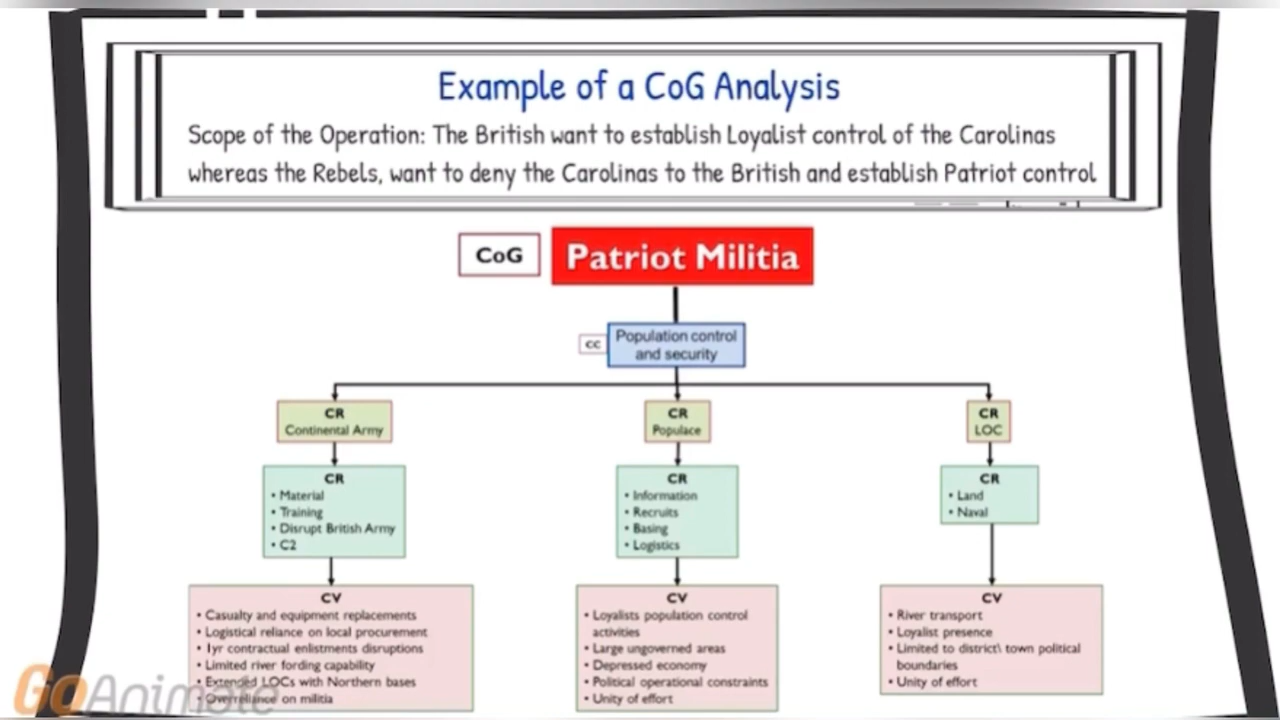 Example of a CoG Analysis
Scope of the Operation: The British want to establish Loyalist control of the Carolinas
whereas the Rebels, want to deny the Carolinas to the British and establish Patriot control
CoG
Patriot Militia
CC
Population control
and security
CR
Continental Army
CR
Populace
CR
LOC
CR
• Material
• Training
• Disrupt British Army
• C2
CR
• Information
• Recruits
• Basing
• Logistics
CR
• Land
• Naval
CV
• Casualty and equipment replacements
• Logistical reliance on local procurement
• 1yr contractual enlistments disruptions
• Limited river fording capability
• Extended LOCs with Northern bases
• Overreliance on militia
CV
• Loyalists population control
activities
• Large ungoverned areas
• Depressed economy
• Political operational constraints
• Unity of effort
CV
• River transport
• Loyalist presence
• Limited to district\ town political
boundaries
• Unity of effort
GoAnimate